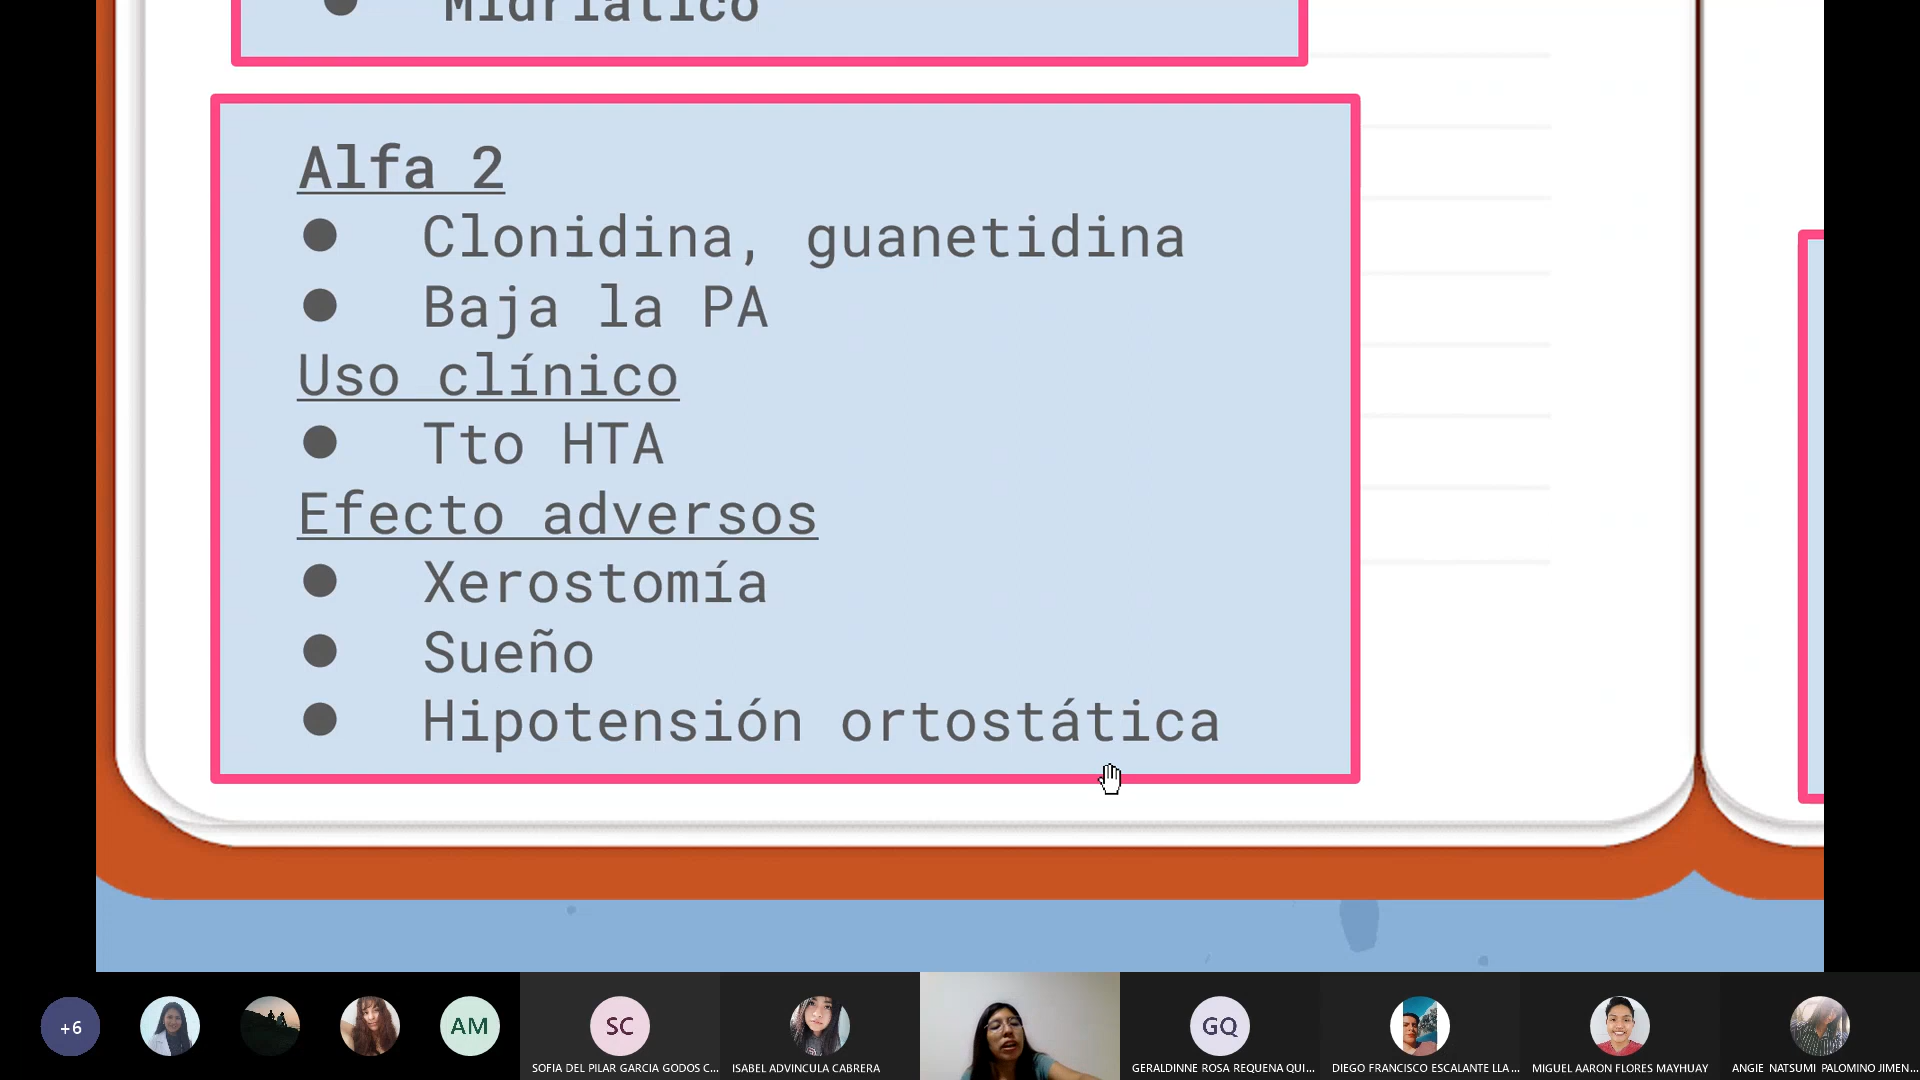 Midriático
Alfa 2
● Clonidina, guanetidina
● Baja la PA
Uso clínico
● Tto HTA
Efecto adversos
● Xerostomía
● Sueño
● Hipotensión ortostática
+6
AM
SC
GQ
SOFIA DEL PILAR GARCIA GODOS C...
ISABEL ADVINCULA CABRERA
GERALDINNE ROSA REQUENA QUI...
DIEGO FRANCISCO ESCALANTE LLA...
MIGUEL AARON FLORES MAYHUAY
ANGIE NATSUMI PALOMINO JIMEN...